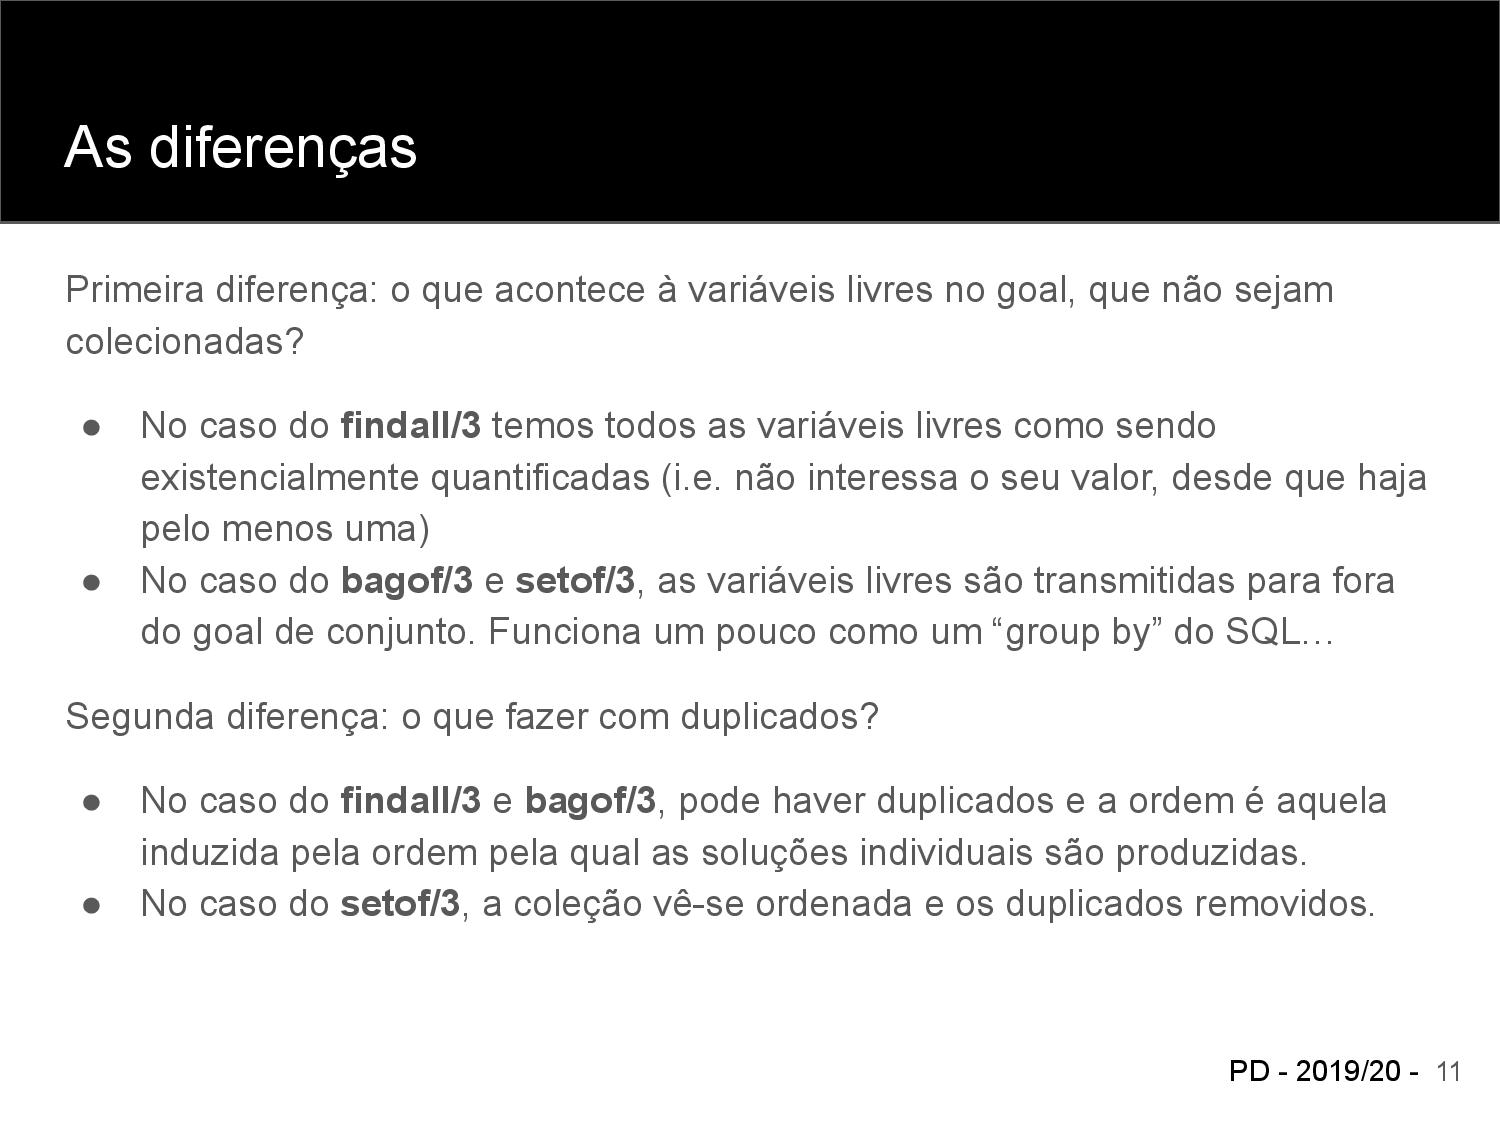 As diferenças
Primeira diferença: o que acontece à variáveis livres no goal, que não sejam
colecionadas?
● No caso do findall/3 temos todos as variáveis livres como sendo
existencialmente quantificadas (i.e. não interessa o seu valor, desde que haja
pelo menos uma)
● No caso do bagof/3 e setof/3, as variáveis livres são transmitidas para fora
do goal de conjunto. Funciona um pouco como um “group by” do SQL…
Segunda diferença: o que fazer com duplicados?
● No caso do findall/3 e bagof/3, pode haver duplicados e a ordem é aquela
induzida pela ordem pela qual as soluções individuais são produzidas.
● No caso do setof/3, a coleção vê-se ordenada e os duplicados removidos.
PD - 2019/20 - 11